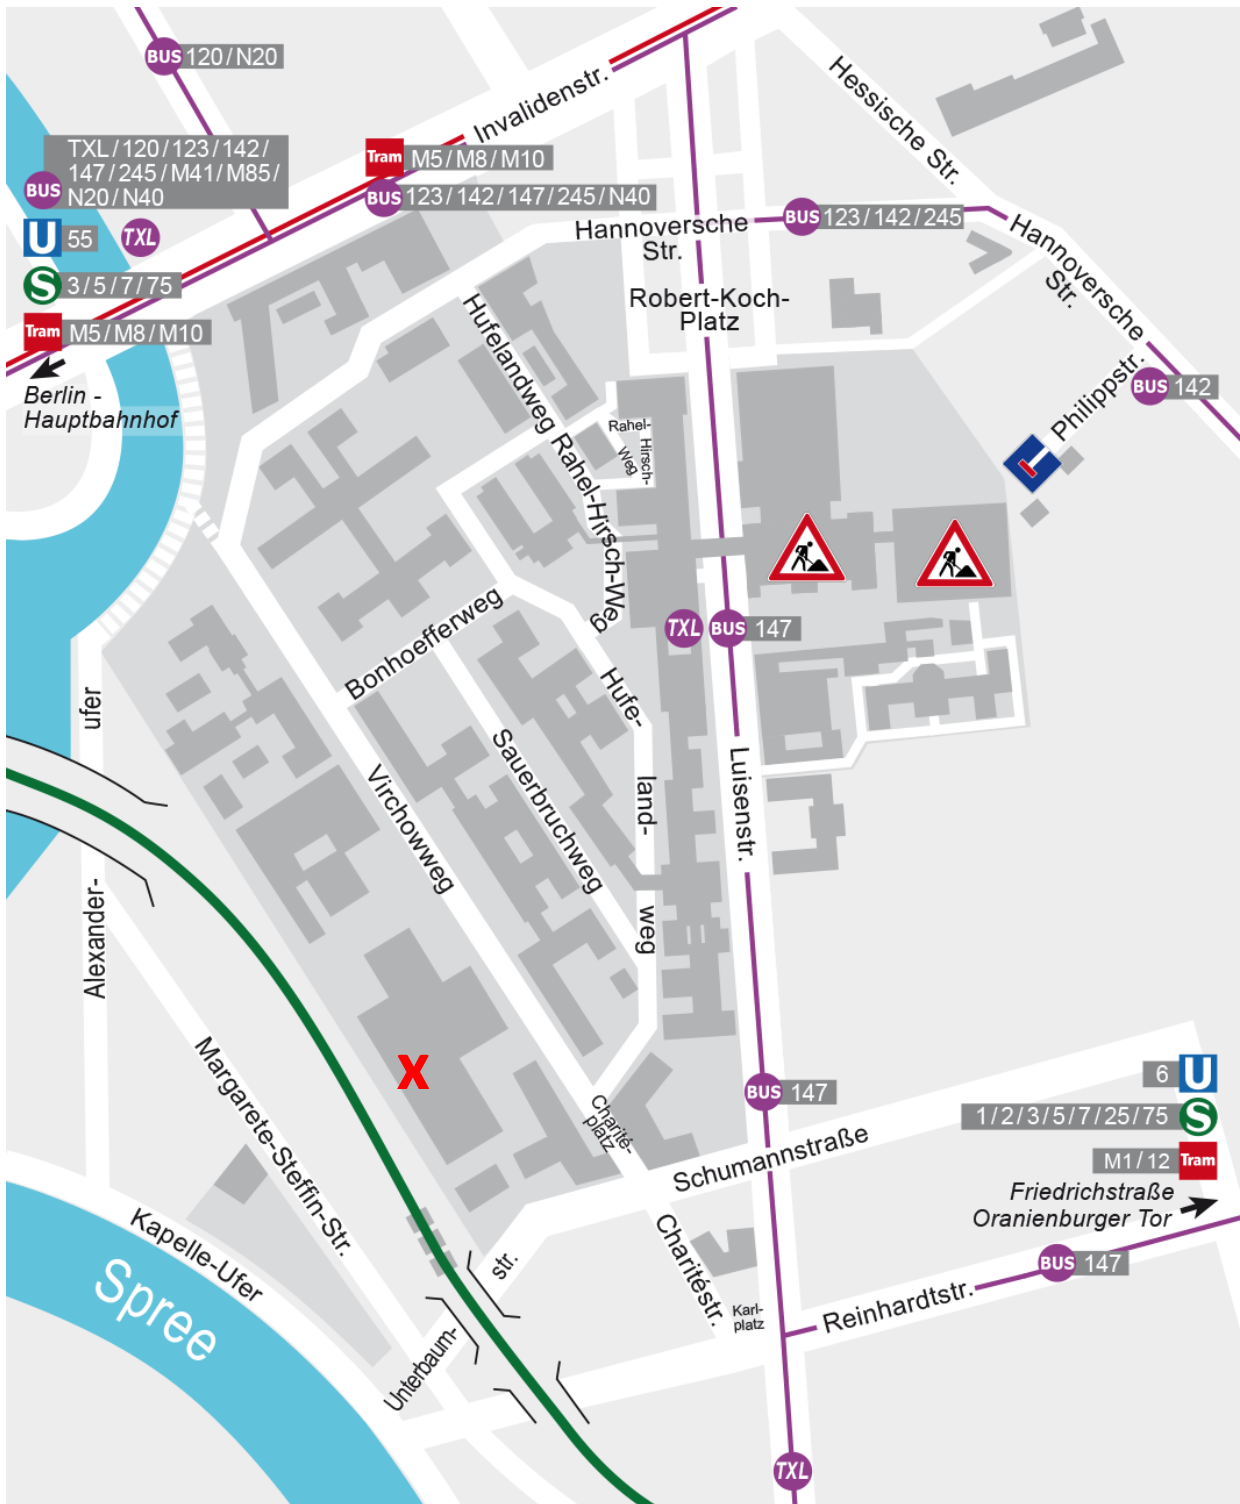 BUS 120/N20
Invalidenstr.
Hessische Str.
TXL/120/123/142/
147/245/M41/M85/
BUS N20/N40
Tram M5/M8/M10
BUS 123/142/147/245/N40
U 55 TXL
S 3/5/7/75
Tram M5/M8/M10
Berlin -
Hauptbahnhof
Hannoversche
Str.
BUS 123/142/245
Hannoversche
Str.
Robert-Koch-
Platz
Philippstr.
BUS 142
Hufelandweg
Rahel-Hirsch-Weg
Rahel-
Hirsch-
Weg
Bonhoefferweg
TXL BUS 147
Hufe-
land-
weg
Sauerbruchweg
Virchowweg
Luisenstr.
ufer
Alexander-
Margarete-Steffin-Str.
X
Charité-
platz
BUS 147
6 U
1/2/3/5/7/25/75 S
M1/12 Tram
Friedrichstraße
Oranienburger Tor
Schumannstraße
Kapelle-Ufer
Spree
str.
Unterbaum-
Charitéstr.
Karl-
platz
Reinhardtstr.
BUS 147
TXL